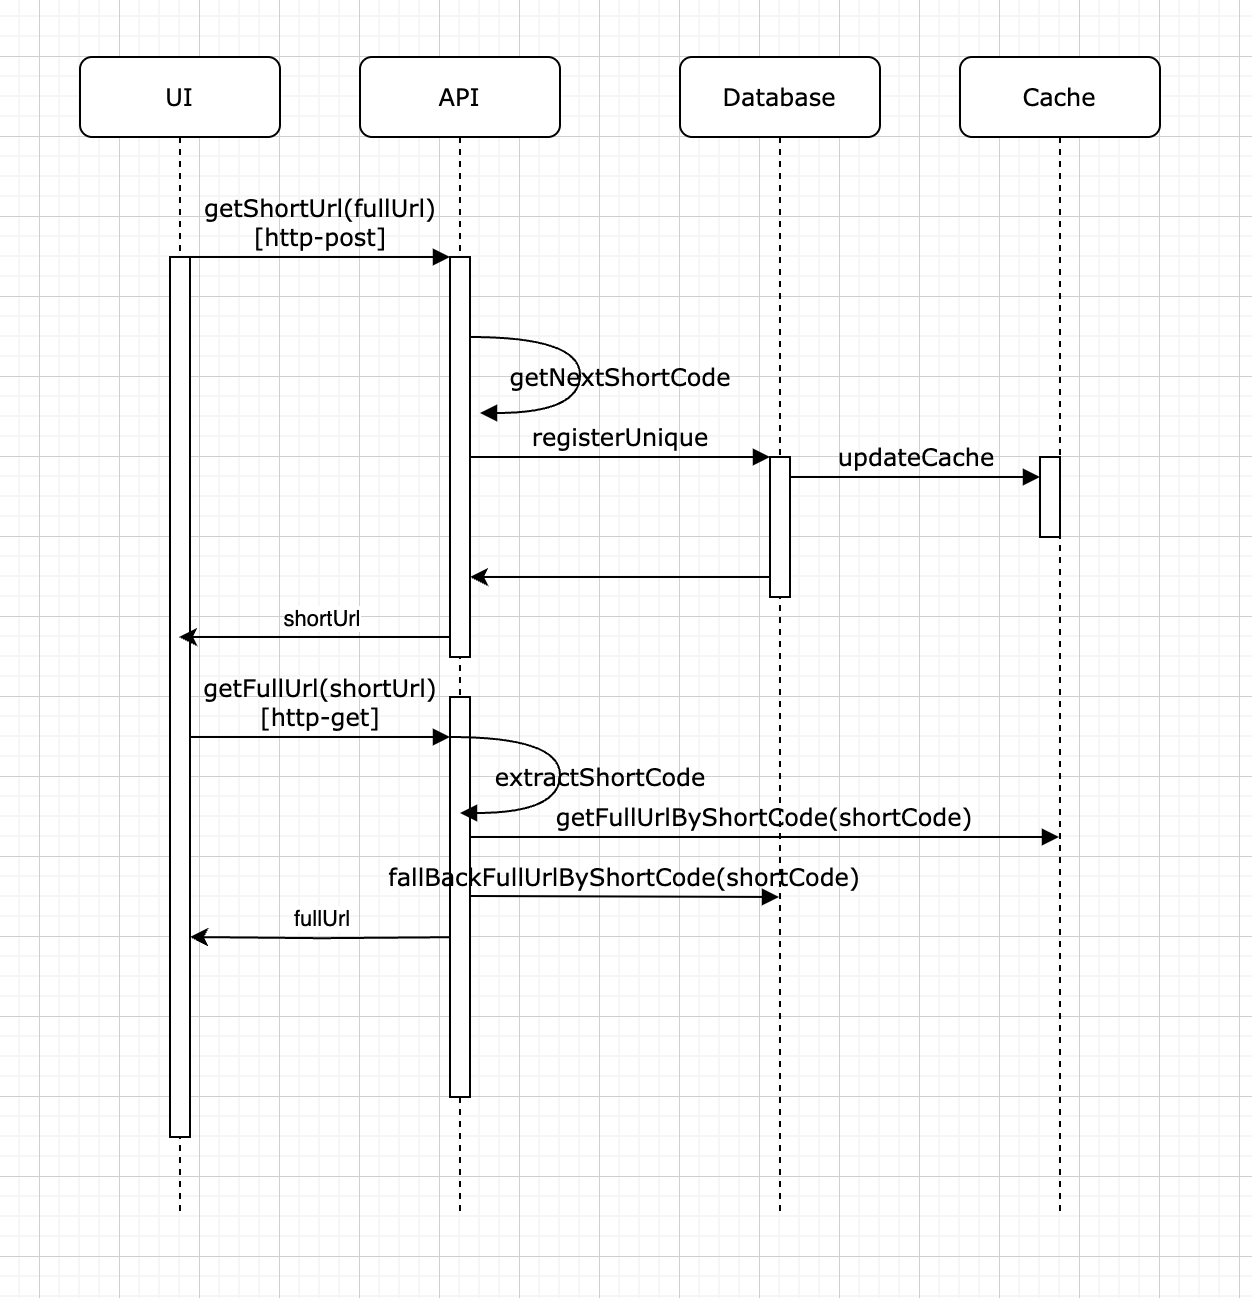 UI
API
Database
Cache
getShortUrl(fullUrl)
[http-post]
getNextShortCode
registerUnique
updateCache
shortUrl
getFullUrl(shortUrl)
[http-get]
extractShortCode
getFullUrlByShortCode(shortCode)
fallBackFullUrlByShortCode(shortCode)
fullUrl